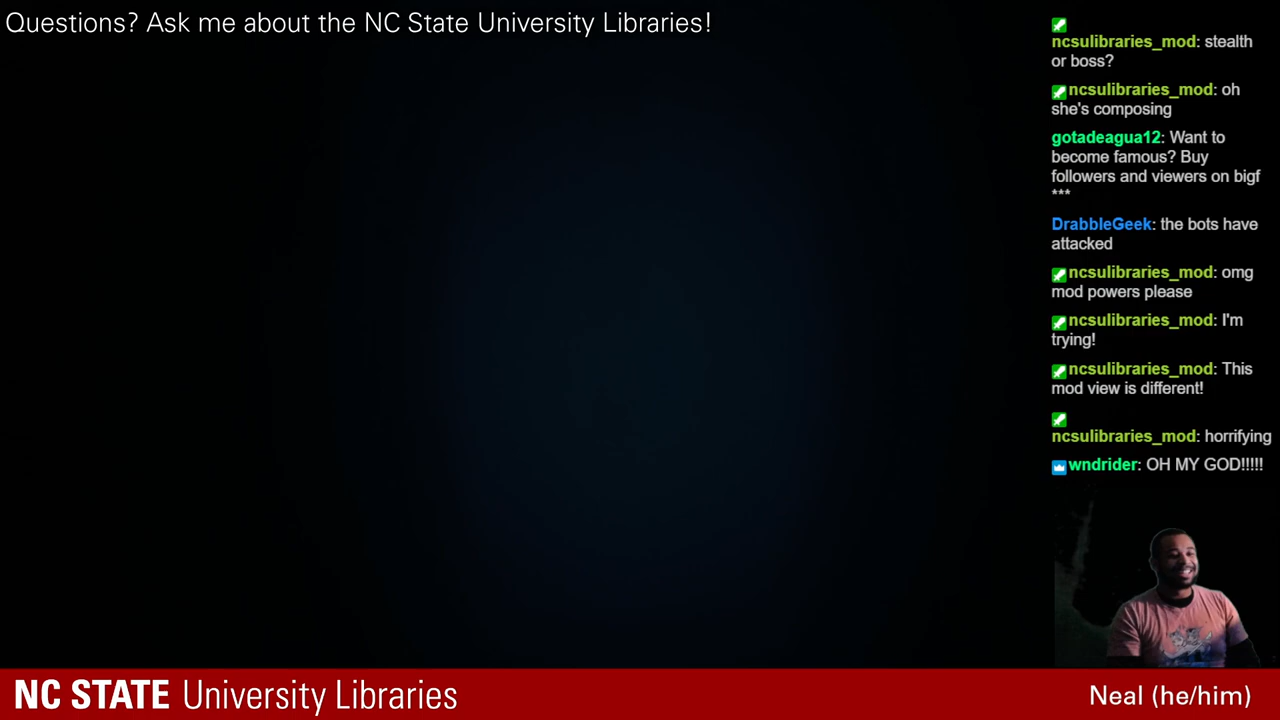 Questions? Ask me about the NC State University Libraries!
ncsulibraries_mod: stealth
or boss?
ncsulibraries_mod: oh
she's composing
gotadeagua12: Want to
become famous? Buy
followers and viewers on bigf
***
DrabbleGeek: the bots have
attacked
ncsulibraries_mod: omg
mod powers please
ncsulibraries_mod: I'm
trying!
ncsulibraries_mod: This
mod view is different!
ncsulibraries_mod: horrifying
wndrider: OH MY GOD!!!!!
NC STATE University Libraries
Neal (he/him)